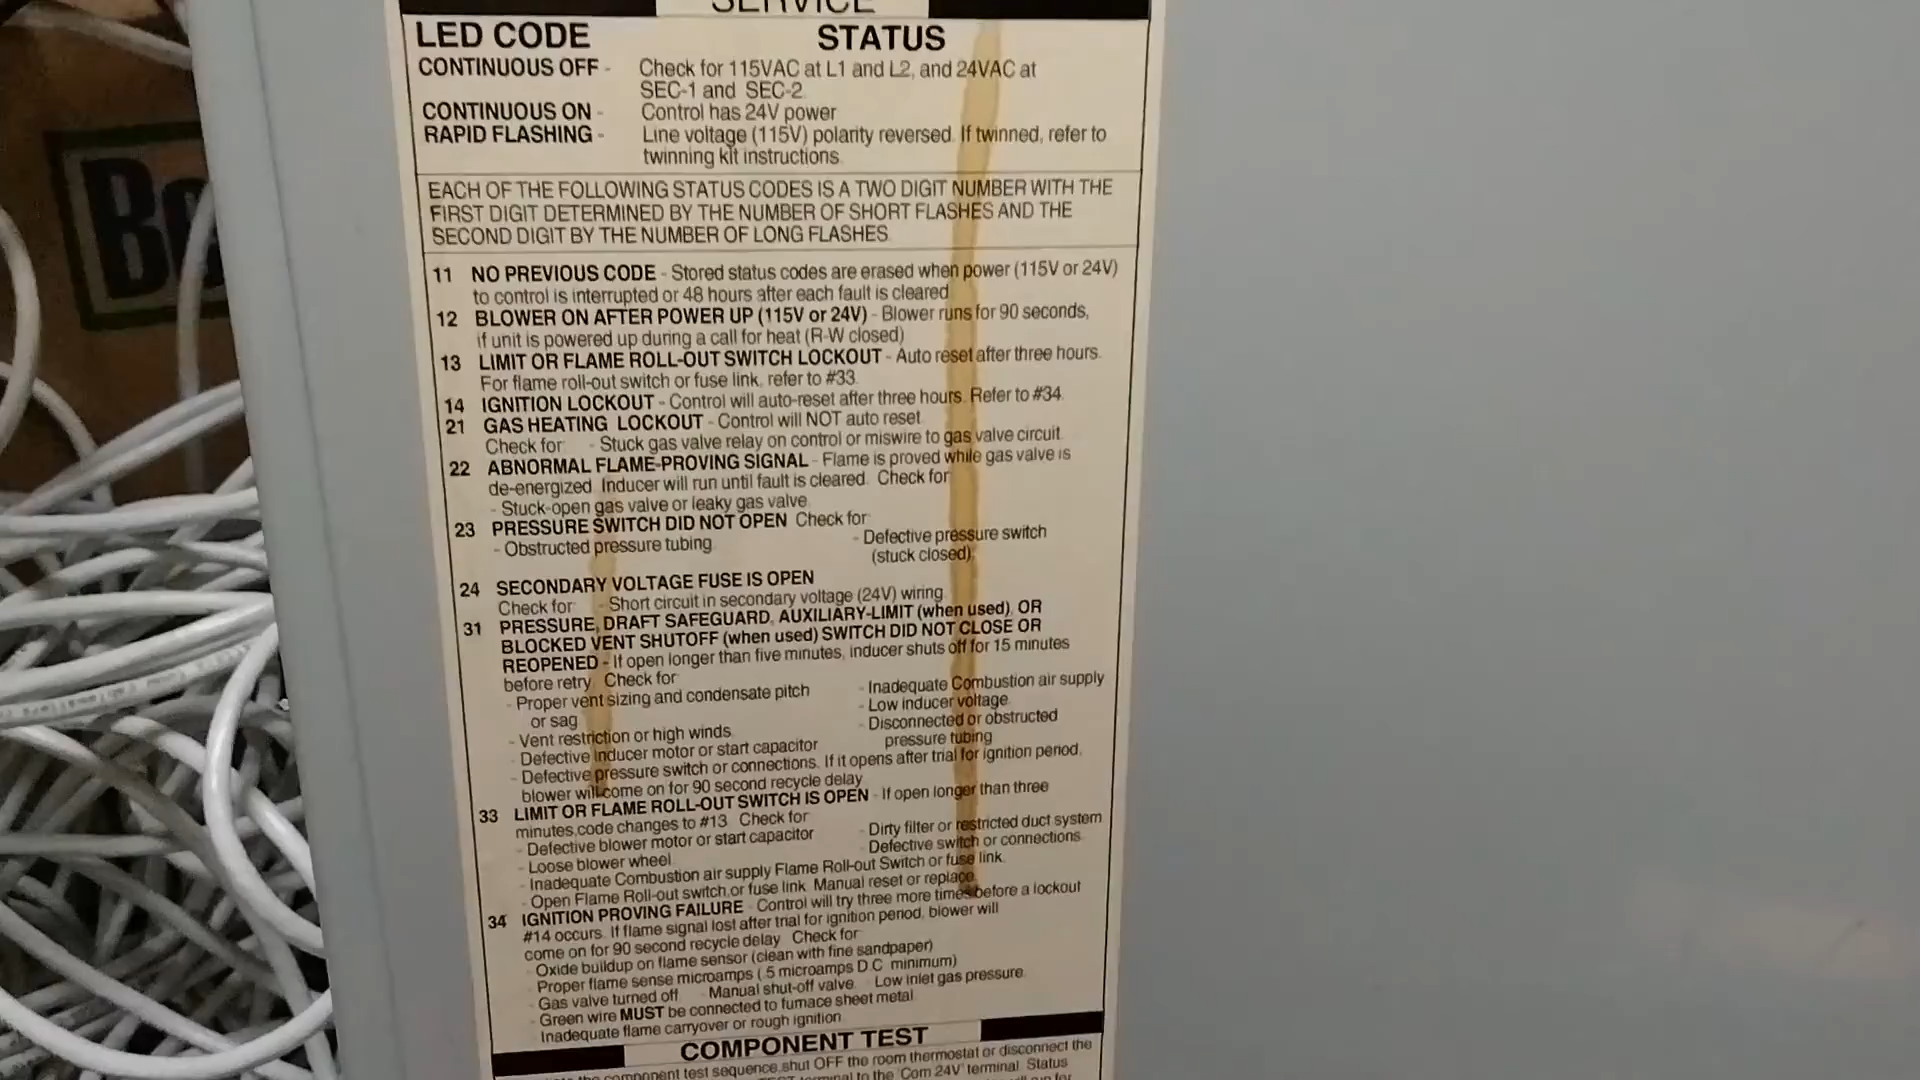 SERVICE
LED CODE STATUS
CONTINUOUS OFF - Check for 115VAC at L1 and L2, and 24VAC at
SEC-1 and SEC-2.
CONTINUOUS ON - Control has 24V power
RAPID FLASHING - Line voltage (115V) polarity reversed. If twinned, refer to
twinning kit instructions.
EACH OF THE FOLLOWING STATUS CODES IS A TWO DIGIT NUMBER WITH THE
FIRST DIGIT DETERMINED BY THE NUMBER OF SHORT FLASHES AND THE
SECOND DIGIT BY THE NUMBER OF LONG FLASHES.
11 NO PREVIOUS CODE - Stored status codes are erased when power (115V or 24V)
to control is interrupted or 48 hours after each fault is cleared.
12 BLOWER ON AFTER POWER UP (115V or 24V) - Blower runs for 90 seconds,
if unit is powered up during a call for heat (R-W closed)
13 LIMIT OR FLAME ROLL-OUT SWITCH LOCKOUT - Auto reset after three hours.
For flame roll-out switch or fuse link, refer to #33.
14 IGNITION LOCKOUT - Control will auto-reset after three hours. Refer to #34.
21 GAS HEATING LOCKOUT - Control will NOT auto reset.
Check for: - Stuck gas valve relay on control or miswire to gas valve circuit.
22 ABNORMAL FLAME-PROVING SIGNAL - Flame is proved while gas valve is
de-energized. Inducer will run until fault is cleared. Check for:
- Stuck-open gas valve or leaky gas valve.
23 PRESSURE SWITCH DID NOT OPEN Check for:
- Obstructed pressure tubing. - Defective pressure switch
(stuck closed).
24 SECONDARY VOLTAGE FUSE IS OPEN
Check for: - Short circuit in secondary voltage (24V) wiring.
31 PRESSURE, DRAFT SAFEGUARD, AUXILIARY-LIMIT (when used), OR
BLOCKED VENT SHUTOFF (when used) SWITCH DID NOT CLOSE OR
REOPENED - If open longer than five minutes, inducer shuts off for 15 minutes
before retry. Check for:
- Proper vent sizing and condensate pitch - Inadequate Combustion air supply
or sag - Low inducer voltage
- Vent restriction or high winds. - Disconnected or obstructed
- Defective Inducer motor or start capacitor pressure tubing
- Defective pressure switch or connections. If it opens after trial for ignition period,
blower will come on for 90 second recycle delay.
33 LIMIT OR FLAME ROLL-OUT SWITCH IS OPEN - If open longer than three
minutes,code changes to #13. Check for:
- Defective blower motor or start capacitor - Dirty filter or restricted duct system.
- Loose blower wheel. Defective switch or connections.
- Inadequate Combustion air supply Flame Roll-out Switch or fuse link.
- Open Flame Roll-out switch,or fuse link. Manual reset or replace.
34 IGNITION PROVING FAILURE - Control will try three more times before a lockout
#14 occurs. If flame signal lost after trial for ignition period, blower will
come on for 90 second recycle delay. Check for:
- Oxide buildup on flame sensor (clean with fine sandpaper)
- Proper flame sense microamps (.5 microamps D.C. minimum)
- Gas valve turned off. - Manual shut-off valve. - Low inlet gas pressure.
- Green wire MUST be connected to furnace sheet metal.
- Inadequate flame carryover or rough ignition.
COMPONENT TEST
component test sequence,shut OFF the room thermostat or disconnect the
terminal to the 'Com 24V' terminal. Status